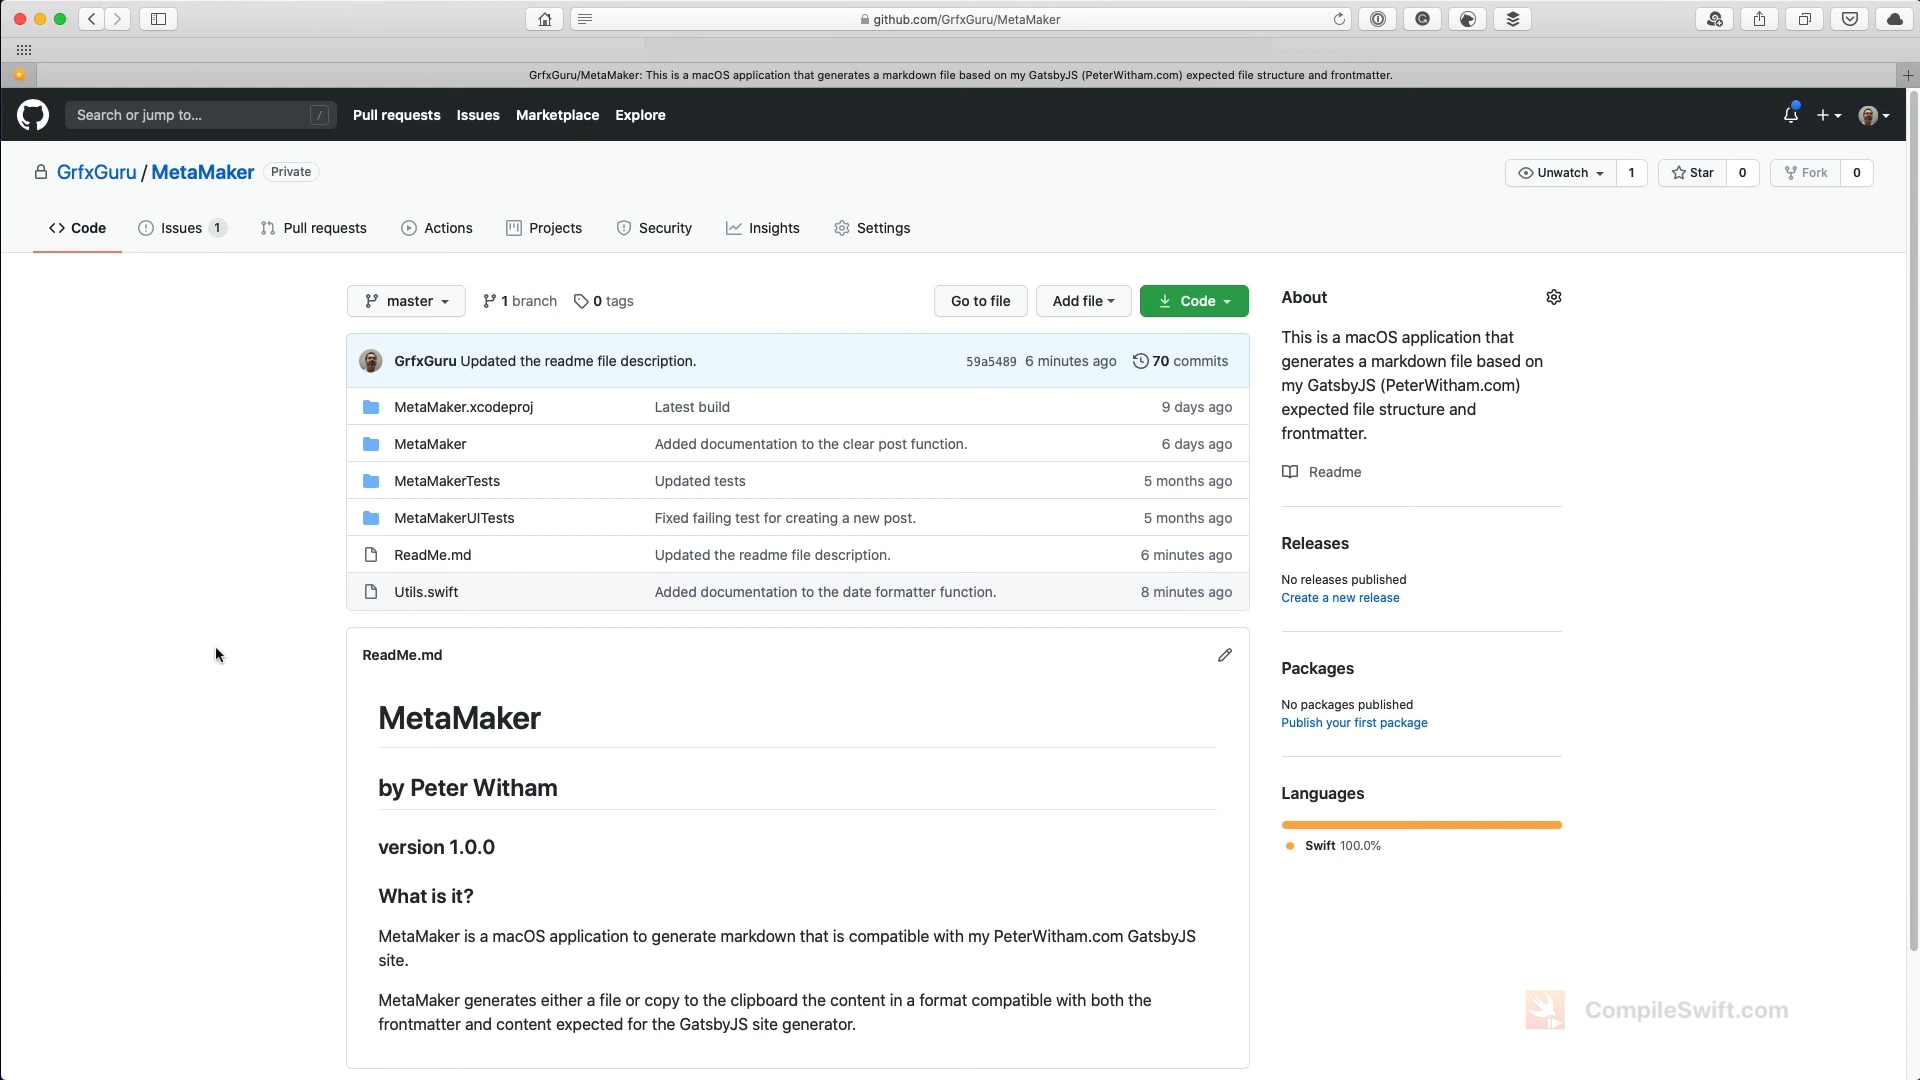 github.com/GrfxGuru/MetaMaker
GrfxGuru/MetaMaker: This is a macOS application that generates a markdown file based on my GatsbyJS (PeterWitham.com) expected file structure and frontmatter.
Search or jump to... /
Pull requests Issues Marketplace Explore
GrfxGuru / MetaMaker Private
Unwatch 1 Star 0 Fork 0
Code Issues 1 Pull requests Actions Projects Security Insights Settings
master 1 branch 0 tags
Go to file Add file Code
GrfxGuru Updated the readme file description. 59a5489 6 minutes ago 70 commits
MetaMaker.xcodeproj Latest build 9 days ago
MetaMaker Added documentation to the clear post function. 6 days ago
MetaMakerTests Updated tests 5 months ago
MetaMakerUITests Fixed failing test for creating a new post. 5 months ago
ReadMe.md Updated the readme file description. 6 minutes ago
Utils.swift Added documentation to the date formatter function. 8 minutes ago
ReadMe.md
MetaMaker
by Peter Witham
version 1.0.0
What is it?
MetaMaker is a macOS application to generate markdown that is compatible with my PeterWitham.com GatsbyJS
site.
MetaMaker generates either a file or copy to the clipboard the content in a format compatible with both the
frontmatter and content expected for the GatsbyJS site generator.
About
This is a macOS application that
generates a markdown file based on
my GatsbyJS (PeterWitham.com)
expected file structure and
frontmatter.
Readme
Releases
No releases published
Create a new release
Packages
No packages published
Publish your first package
Languages
Swift 100.0%
CompileSwift.com